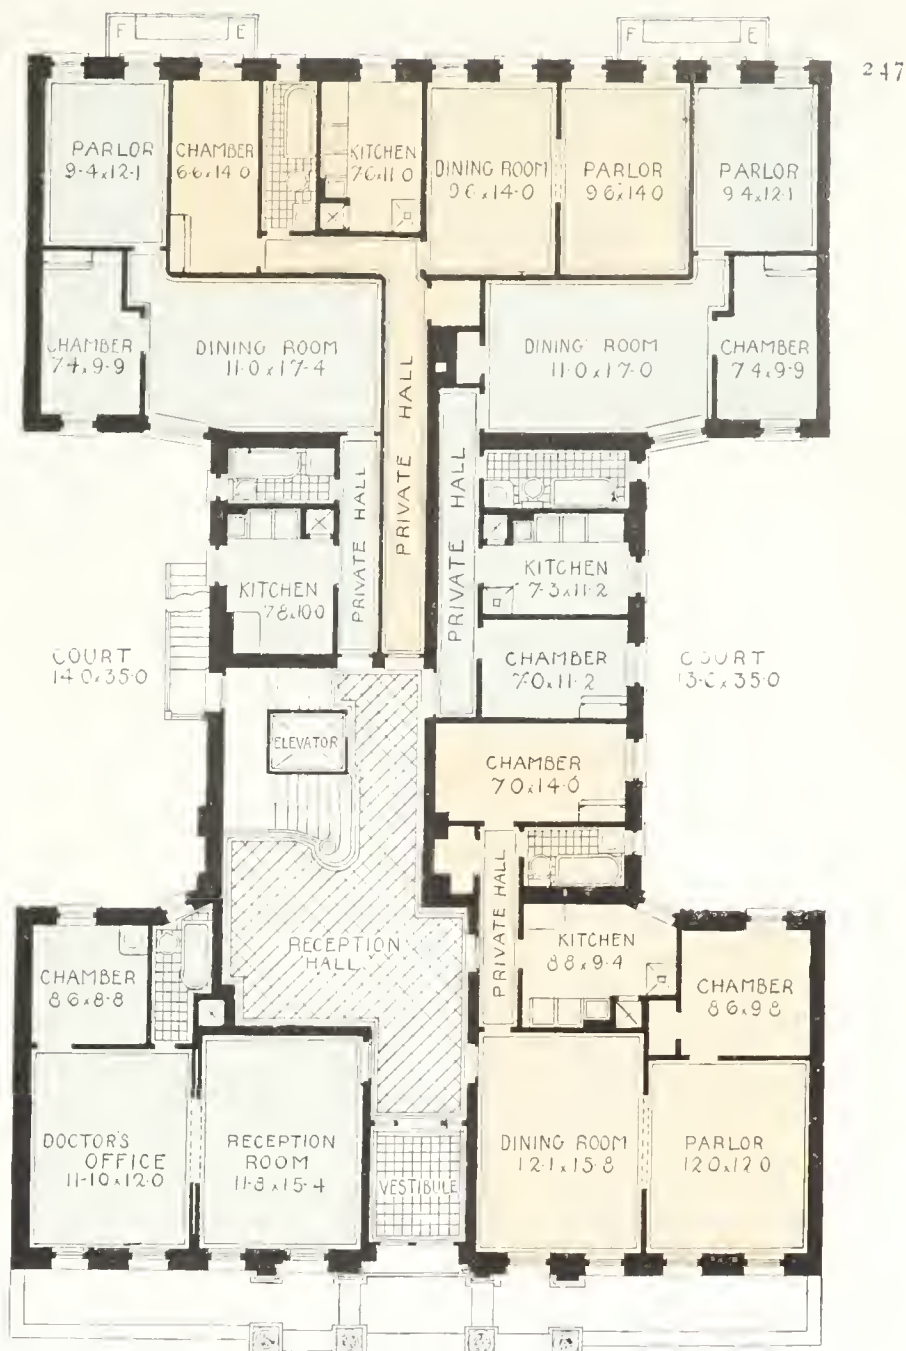 F E
F E
247
PARLOR
9-4x12-1
CHAMBER
6-6x14-0
KITCHEN
7-6x11-0
DINING ROOM
9-6x14-0
PARLOR
9-6x14-0
PARLOR
9-4x12-1
CHAMBER
7-4x9-9
DINING ROOM
11-0x17-4
PRIVATE HALL
DINING ROOM
11-0x17-0
CHAMBER
7-4x9-9
PRIVATE HALL
PRIVATE HALL
KITCHEN
7-8x10-0
KITCHEN
7-3x11-2
COURT
14-0x35-0
CHAMBER
7-0x11-2
COURT
13-6x35-0
ELEVATOR
CHAMBER
7-0x14-0
PRIVATE HALL
RECEPTION
HALL
KITCHEN
8-8x9-4
CHAMBER
8-6x8-8
CHAMBER
8-6x9-8
DOCTOR'S
OFFICE
11-10x12-0
RECEPTION
ROOM
11-8x15-4
VESTIBULE
DINING ROOM
12-1x15-8
PARLOR
12-0x12-0